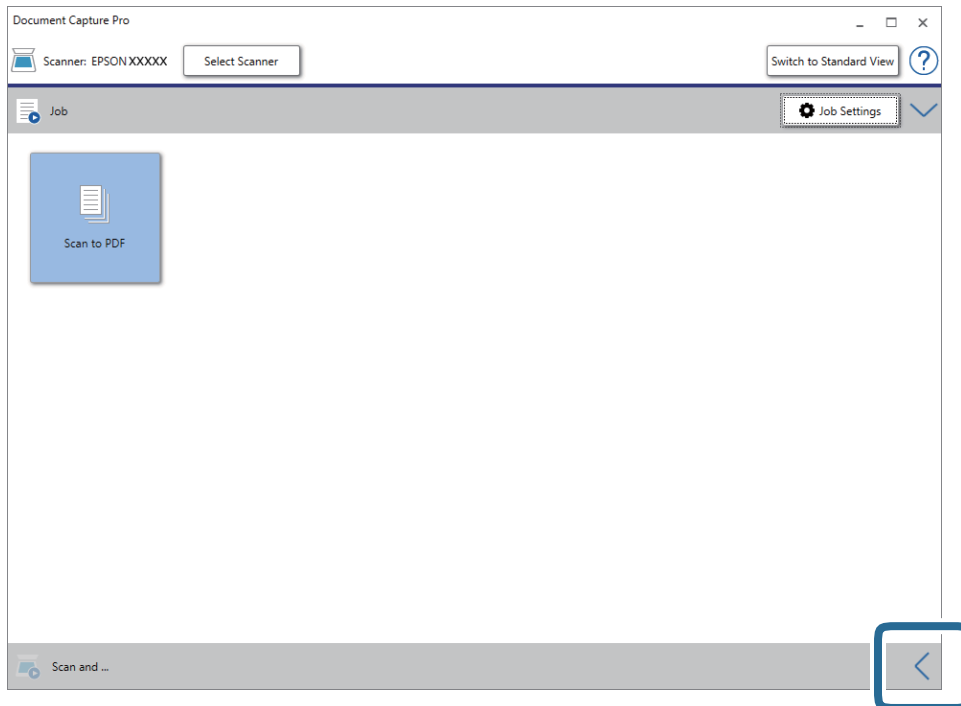 Document Capture Pro
Scanner: EPSON XXXXX
Select Scanner
Switch to Standard View
?
Job
Job Settings
Scan to PDF
Scan and ...